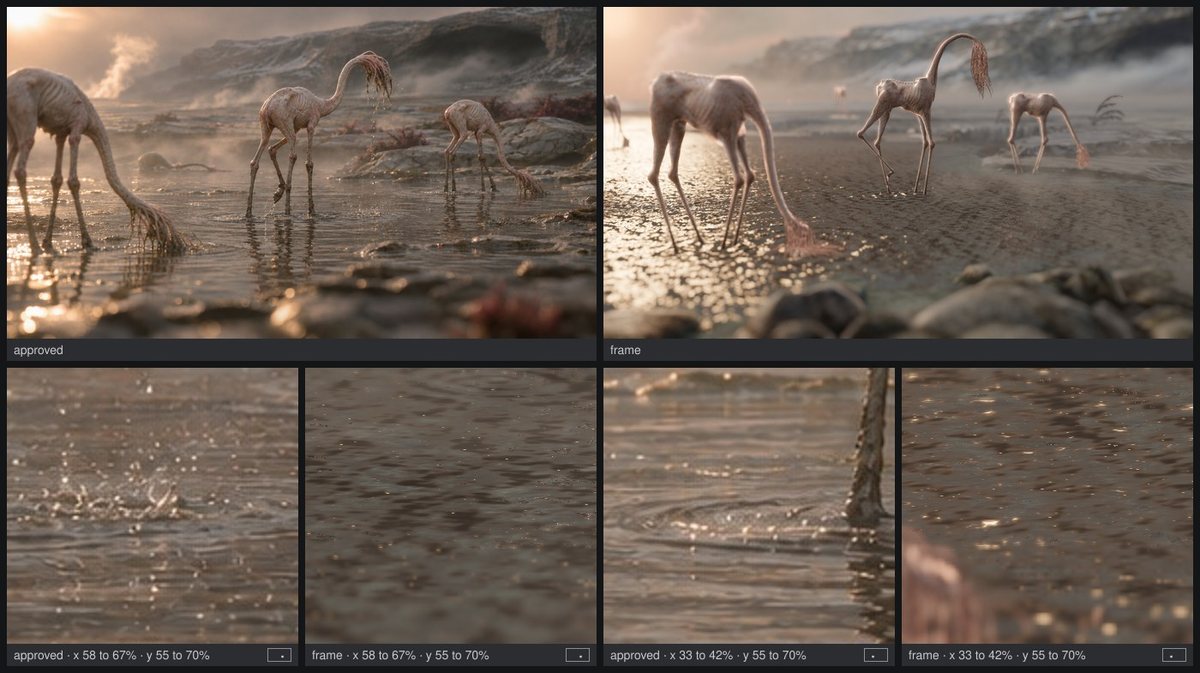 approved
frame
approved · x 58 to 67% · y 55 to 70%
frame · x 58 to 67% · y 55 to 70%
approved · x 33 to 42% · y 55 to 70%
frame · x 33 to 42% · y 55 to 70%